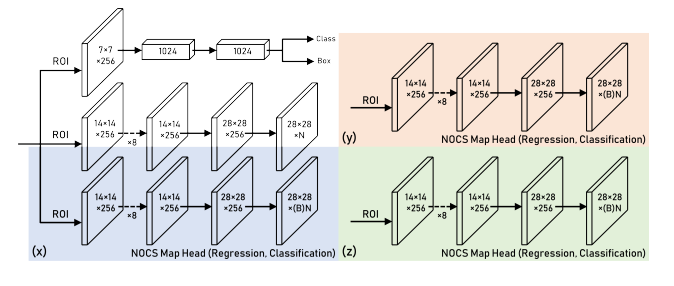 ROI
7×7
×256
1024
1024
Class
Box
ROI
14×14
×256
×8
14×14
×256
28×28
×256
28×28
×N
ROI
14×14
×256
×8
14×14
×256
28×28
×256
28×28
×(B)N
(x)
NOCS Map Head (Regression, Classification)
ROI
14×14
×256
×8
14×14
×256
28×28
×256
28×28
×(B)N
(y)
NOCS Map Head (Regression, Classification)
ROI
14×14
×256
×8
14×14
×256
28×28
×256
28×28
×(B)N
(z)
NOCS Map Head (Regression, Classification)